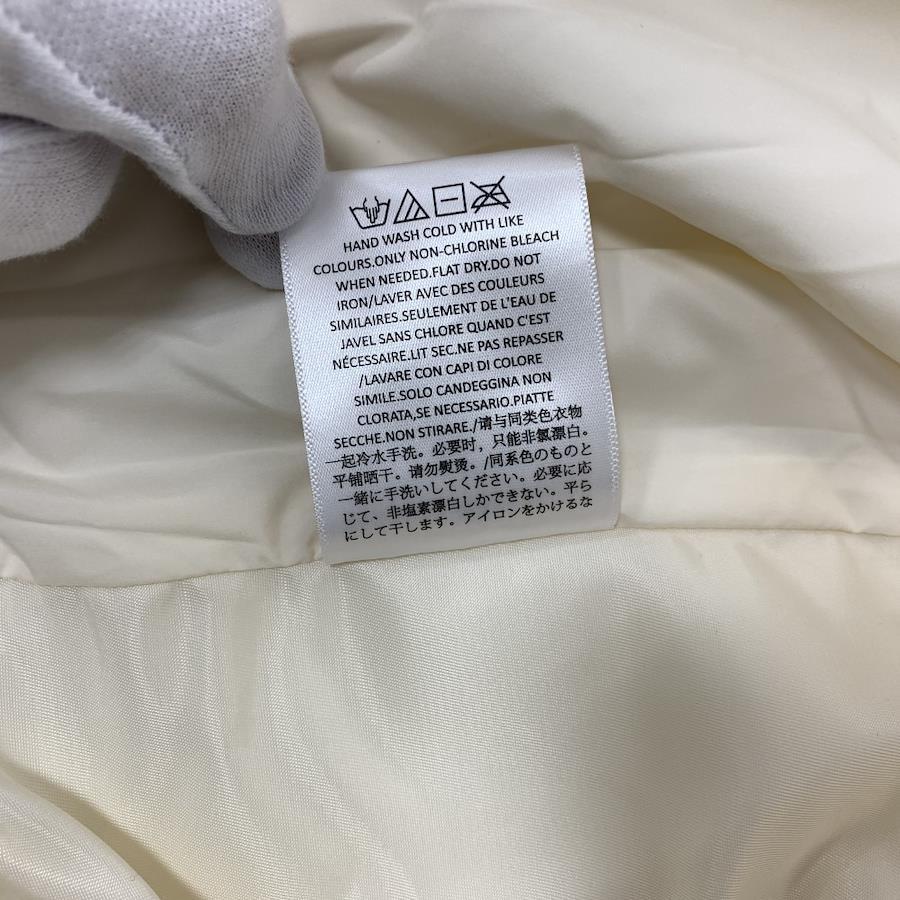 HAND WASH COLD WITH LIKE
COLOURS.ONLY NON-CHLORINE BLEACH
WHEN NEEDED.FLAT DRY.DO NOT
IRON/LAVER AVEC DES COULEURS
SIMILAIRES.SEULEMENT DE L'EAU DE
JAVEL SANS CHLORE QUAND C'EST
NÉCESSAIRE.LIT SEC.NE PAS REPASSER
/LAVARE CON CAPI DI COLORE
SIMILE.SOLO CANDEGGINA NON
CLORATA,SE NECESSARIO.PIATTE
SECCHE.NON STIRARE./请与同类色衣物
一起冷水手洗。必要时，只能非氯漂白。
平铺晒干。请勿熨烫。/同系色のものと
一緒に手洗いしてください。必要に応
じて、非塩素漂白しかできない。平ら
にして干します。アイロンをかけるな